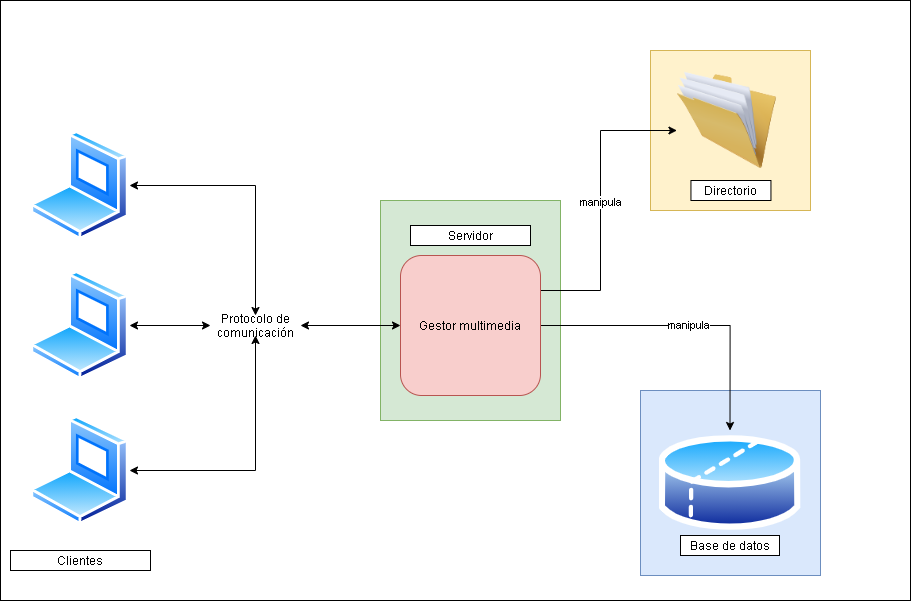 Directorio
manipula
Servidor
Protocolo de
comunicación
Gestor multimedia
manipula
Base de datos
Clientes